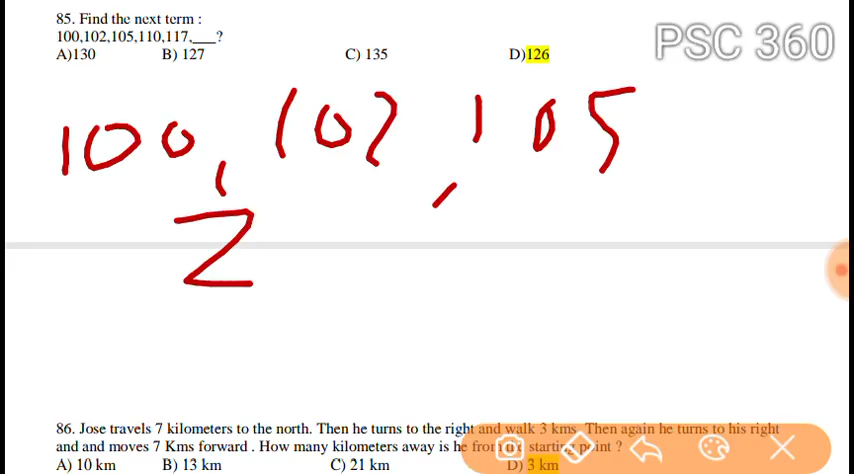 85. Find the next term :
100,102,105,110,117,___?
A)130 B) 127 C) 135 D)126
PSC 360
100, 102, 105
2
86. Jose travels 7 kilometers to the north. Then he turns to the right and walk 3 kms Then again he turns to his right
and and moves 7 Kms forward . How many kilometers away is he from the starting point ?
A) 10 km B) 13 km C) 21 km D) 3 km